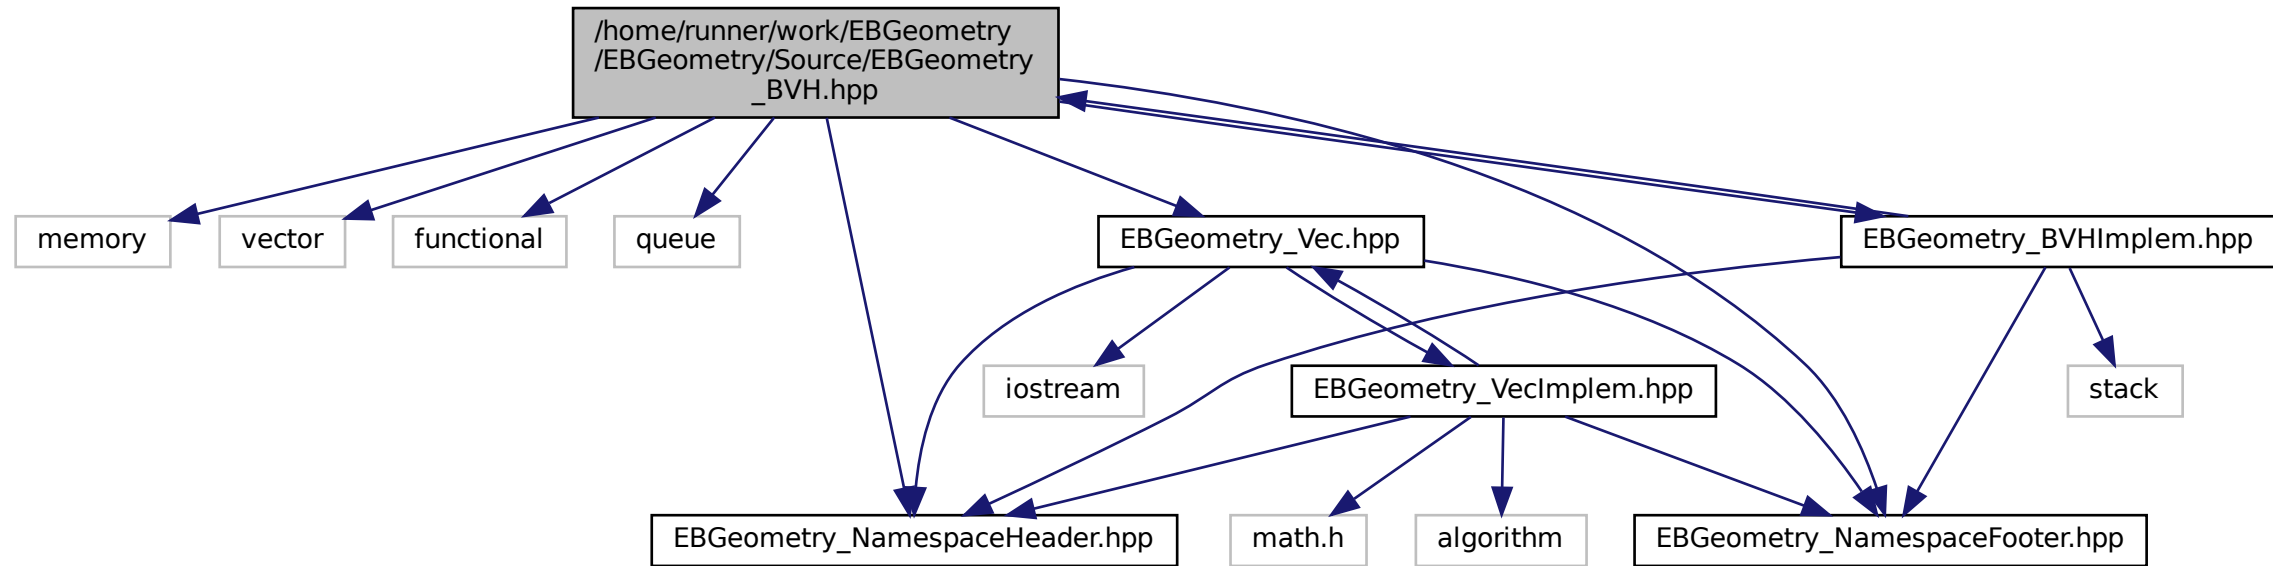 /home/runner/work/EBGeometry
/EBGeometry/Source/EBGeometry
_BVH.hpp
memory
vector
functional
queue
EBGeometry_Vec.hpp
EBGeometry_BVHImplem.hpp
iostream
EBGeometry_VecImplem.hpp
stack
EBGeometry_NamespaceHeader.hpp
math.h
algorithm
EBGeometry_NamespaceFooter.hpp